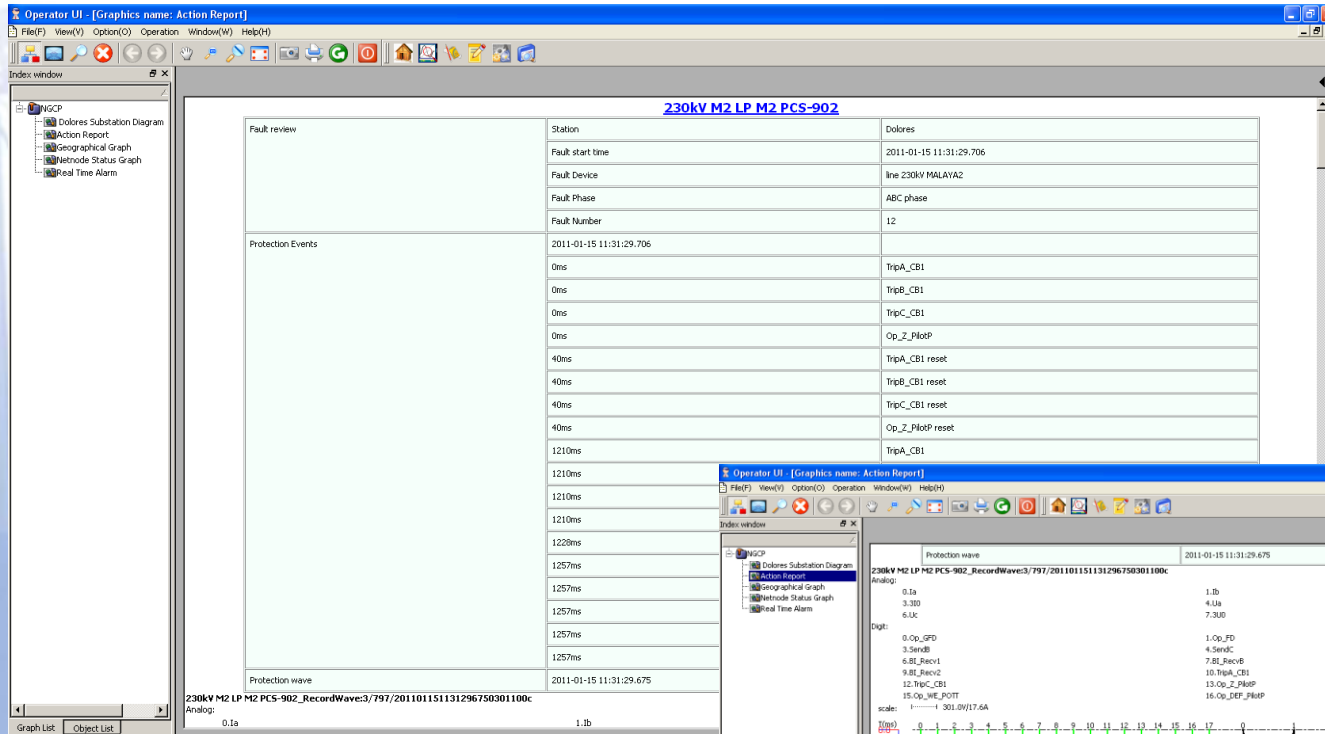 Operator UI - [Graphics name: Action Report]
File(F) View(V) Option(O) Operation Window(W) Help(H)
Index window
NGCP
Dolores Substation Diagram
Action Report
Geographical Graph
Netnode Status Graph
Real Time Alarm
Graph List Object List
230kV M2 LP M2 PCS-902
Fault review Station Dolores
Fault start time 2011-01-15 11:31:29.706
Fault Device line 230kV MALAYA2
Fault Phase ABC phase
Fault Number 12
Protection Events 2011-01-15 11:31:29.706
0ms TripA_CB1
0ms TripB_CB1
0ms TripC_CB1
0ms Op_Z_PilotP
40ms TripA_CB1 reset
40ms TripB_CB1 reset
40ms TripC_CB1 reset
40ms Op_Z_PilotP reset
1210ms TripA_CB1
1210ms
1210ms
1210ms
1228ms
1257ms
1257ms
1257ms
1257ms
1257ms
Protection wave 2011-01-15 11:31:29.675
230kV M2 LP M2 PCS-902_RecordWave:3/797/201101151131296750301100c
Analog:
0.Ia 1.Ib
Operator UI - [Graphics name: Action Report]
File(F) View(V) Option(O) Operation Window(W) Help(H)
Index window
NGCP
Dolores Substation Diagram
Action Report
Geographical Graph
Netnode Status Graph
Real Time Alarm
Protection wave 2011-01-15 11:31:29.675
230kV M2 LP M2 PCS-902_RecordWave:3/797/201101151131296750301100c
Analog:
0.Ia 1.Ib
3.3I0 4.Ua
6.Uc 7.3U0
Digit:
0.Op_GFD 1.Op_FD
3.SendB 4.SendC
6.BI_Recv1 7.BI_RecvB
9.BI_Recv2 10.TripA_CB1
12.TripC_CB1 13.Op_Z_PilotP
15.Op_WE_POTT 16.Op_DEF_PilotP
scale: 301.0V/17.6A
T(ms) 0 1 2 3 4 5 6 7 8 9 10 11 12 13 14 15 16 17 0 1